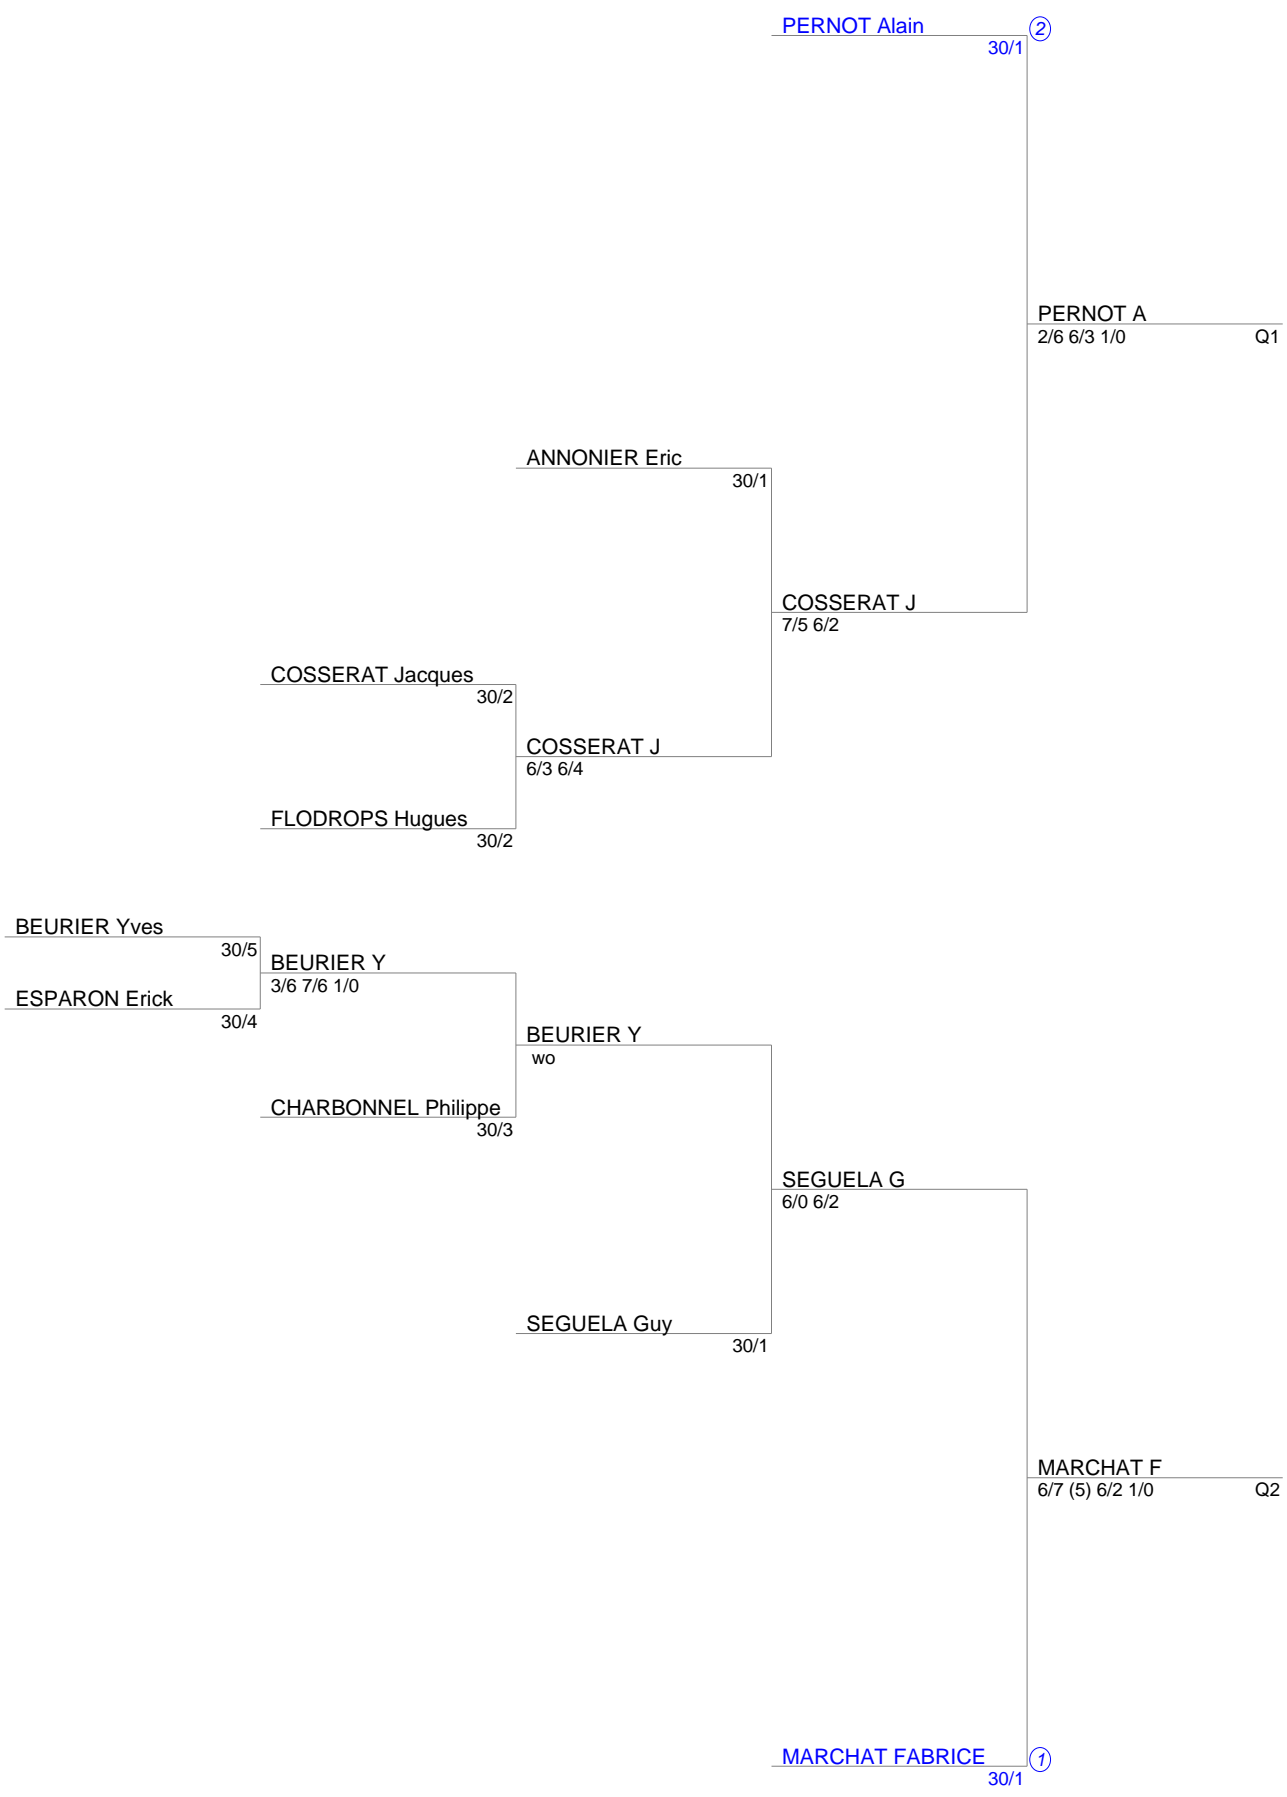 PERNOT Alain 2
30/1
PERNOT A
2/6 6/3 1/0 Q1
ANNONIER Eric
30/1
COSSERAT J
7/5 6/2
COSSERAT Jacques
30/2
COSSERAT J
6/3 6/4
FLODROPS Hugues
30/2
BEURIER Yves
30/5
BEURIER Y
3/6 7/6 1/0
ESPARON Erick
30/4
BEURIER Y
wo
CHARBONNEL Philippe
30/3
SEGUELA G
6/0 6/2
SEGUELA Guy
30/1
MARCHAT F
6/7 (5) 6/2 1/0 Q2
MARCHAT FABRICE 1
30/1